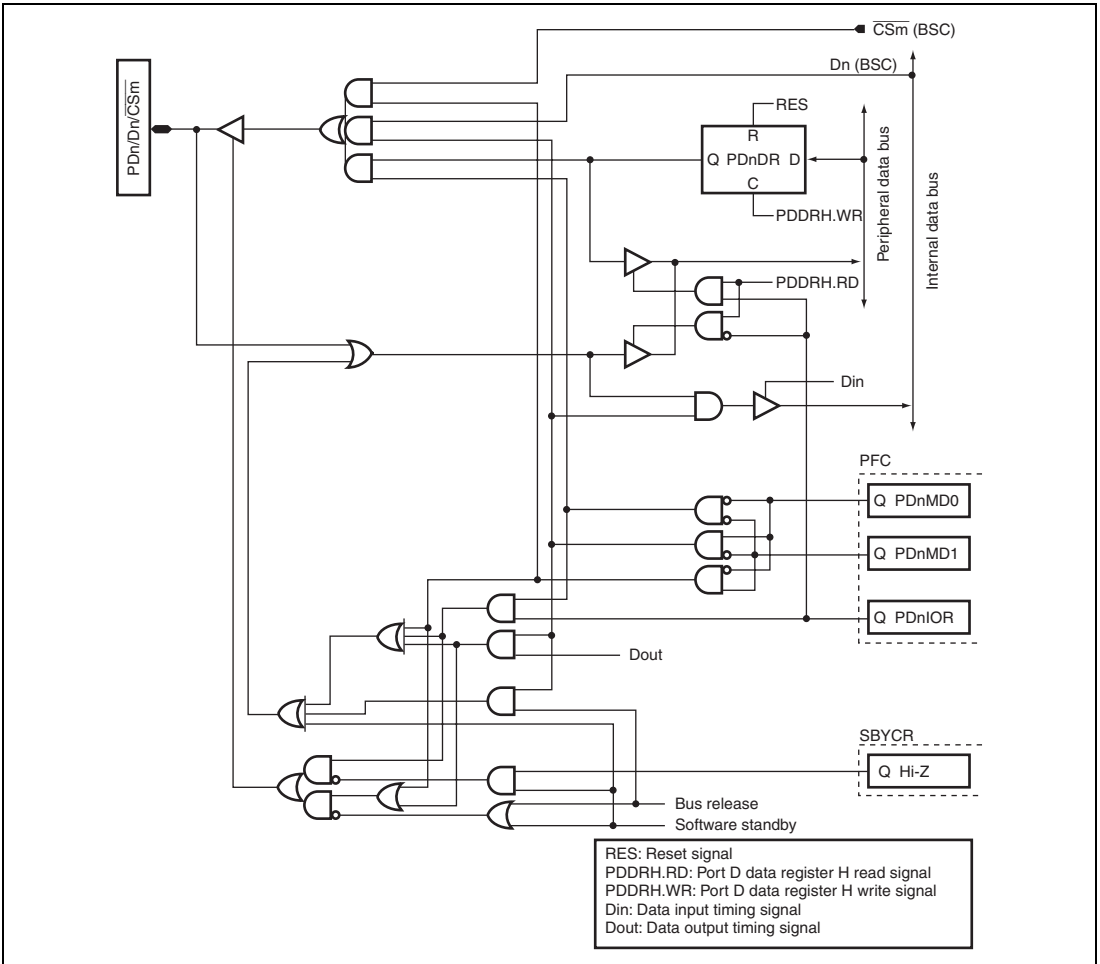 CSm (BSC)
Dn (BSC)
PDn/Dn/CSm
RES
R
Q PDnDR D
C
PDDRH.WR
Peripheral data bus
Internal data bus
PDDRH.RD
Din
PFC
Q PDnMD0
Q PDnMD1
Q PDnIOR
Dout
SBYCR
Q Hi-Z
Bus release
Software standby
RES: Reset signal
PDDRH.RD: Port D data register H read signal
PDDRH.WR: Port D data register H write signal
Din: Data input timing signal
Dout: Data output timing signal